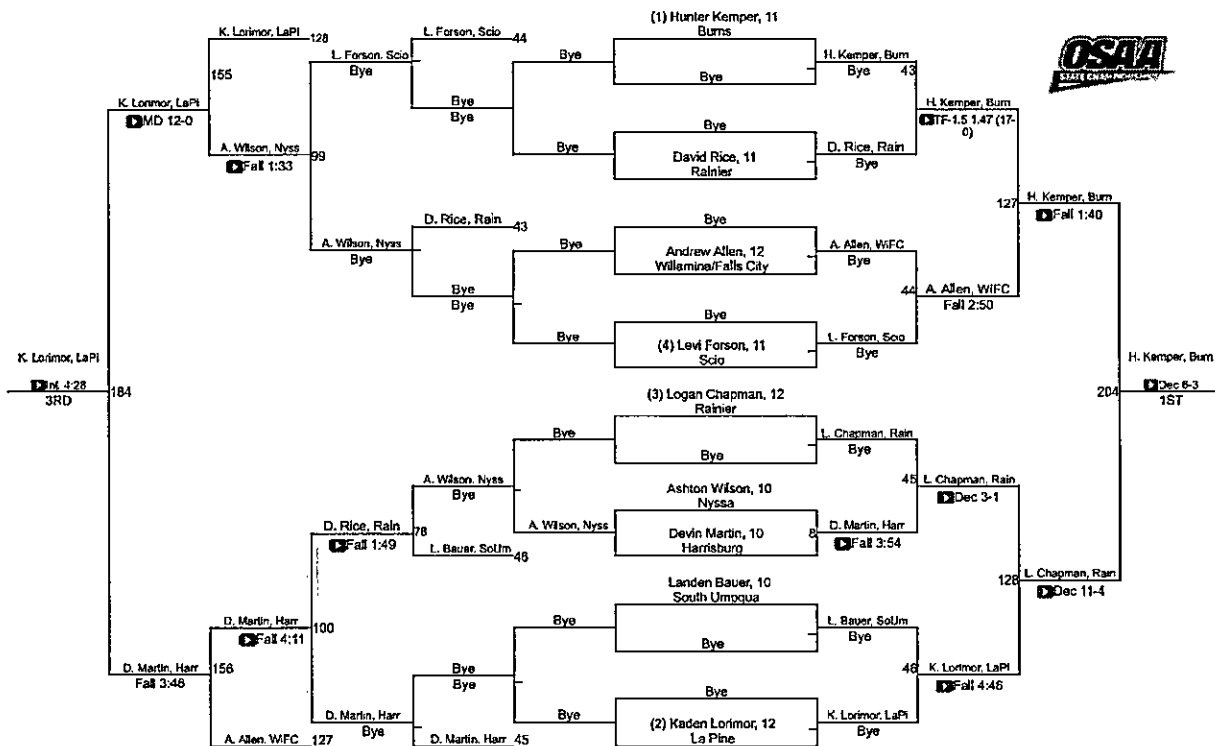 OSAA
STATE CHAMPIONSHIPS
(1) Hunter Kemper, 11
Burns
Bye
Bye
Bye
David Rice, 11
Rainier
Bye
Bye
Andrew Allen, 12
Willamina/Falls City
Bye
Bye
(4) Levi Forson, 11
Scio
Bye
(3) Logan Chapman, 12
Rainier
Bye
Bye
Ashton Wilson, 10
Nyssa
Devin Martin, 10
Harrisburg
A. Wilson, Nyss
Landen Bauer, 10
South Umpqua
Bye
Bye
Bye
(2) Kaden Lorimor, 12
La Pine
Bye
H. Kemper, Burn
Bye
43
D. Rice, Rain
Bye
A. Allen, WiFC
Bye
44
L. Forson, Scio
Bye
L. Chapman, Rain
Bye
45
8
D. Martin, Harr
Fall 3:54
L. Bauer, SoUm
Bye
46
K. Lorimor, LaPi
Bye
H. Kemper, Burn
TF-1.5 1:47 (17-
0)
127
A. Allen, WiFC
Fall 2:50
L. Chapman, Rain
Dec 3-1
128
K. Lorimor, LaPi
Fall 4:46
H. Kemper, Burn
Fall 1:40
204
L. Chapman, Rain
Dec 11-4
H. Kemper, Burn
Dec 6-3
1ST
L. Forson, Scio
44
Bye
Bye
D. Rice, Rain
43
Bye
Bye
A. Wilson, Nyss
Bye
L. Bauer, SoUm
46
Bye
Bye
D. Martin, Harr
45
L. Forson, Scio
Bye
99
A. Wilson, Nyss
Bye
D. Rice, Rain
78
Fall 1:49
100
D. Martin, Harr
Bye
K. Lorimor, LaPi
128
155
A. Wilson, Nyss
Fall 1:33
D. Martin, Harr
Fall 4:11
156
A. Allen, WiFC
127
K. Lorimor, LaPi
MD 12-0
184
D. Martin, Harr
Fall 3:46
K. Lorimor, LaPi
Inj. 4:28
3RD